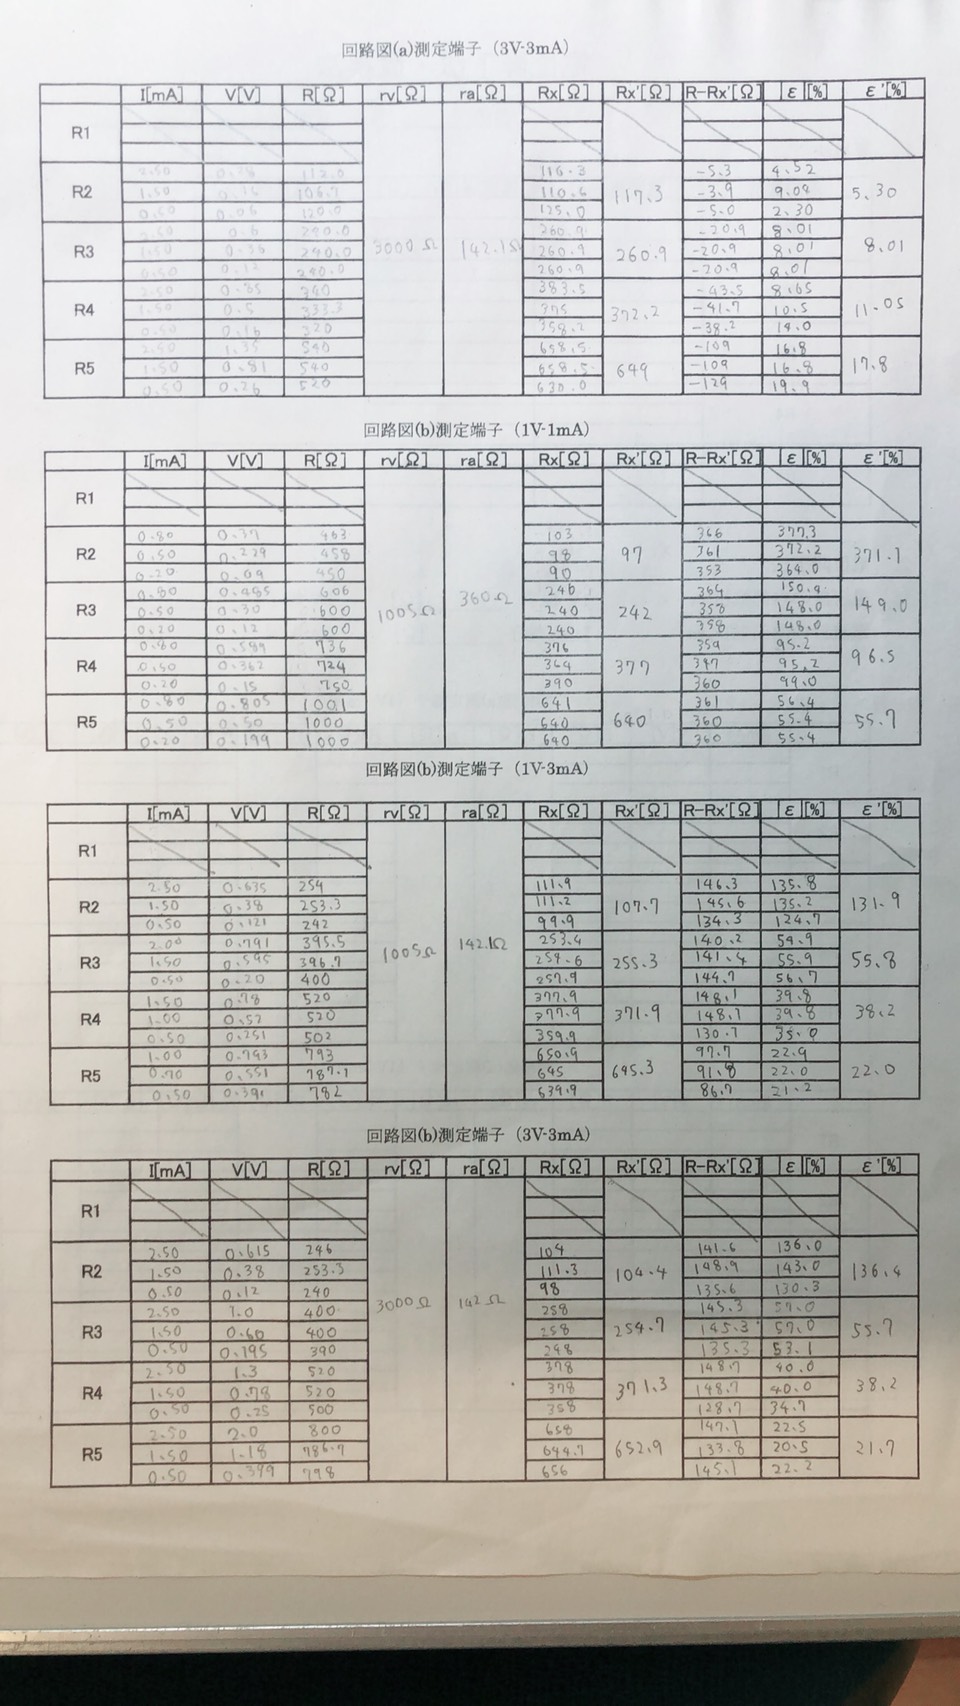 回路図(a)測定端子（3V-3mA）
I[mA] V[V] R[Ω] rv[Ω] ra[Ω] Rx[Ω] Rx'[Ω] R-Rx'[Ω] |ε|[%] ε'[%]
R1
R2 3000Ω 142.1Ω 117.3 5.30
2.50 0.28 112.0 116.3 -5.3 4.52
1.50 0.16 106.7 110.6 -3.9 9.04
0.50 0.06 120.0 125.0 -5.0 2.30
R3 260.9 8.01
2.50 0.6 240.0 260.9 -20.9 8.01
1.50 0.36 240.0 260.9 -20.9 8.01
0.50 0.12 240.0 260.9 -20.9 8.01
R4 372.2 11.05
2.50 0.85 340 383.5 -43.5 8.65
1.50 0.5 333.3 375 -41.7 10.5
0.50 0.16 320 358.2 -38.2 14.0
R5 649 17.8
2.50 1.35 540 658.5 -109 16.8
1.50 0.81 540 658.5 -109 16.8
0.50 0.26 520 630.0 -129 19.9
回路図(b)測定端子（1V-1mA）
I[mA] V[V] R[Ω] rv[Ω] ra[Ω] Rx[Ω] Rx'[Ω] R-Rx'[Ω] |ε|[%] ε'[%]
R1
R2 1005Ω 360Ω 97 371.1
0.80 0.37 463 103 366 377.3
0.50 0.229 458 98 361 372.2
0.20 0.09 450 90 353 364.0
R3 242 149.0
0.80 0.485 606 246 364 150.4
0.50 0.30 600 240 358 148.0
0.20 0.12 600 240 358 148.0
R4 377 96.5
0.80 0.589 736 376 359 95.2
0.50 0.362 724 364 347 95.2
0.20 0.15 750 390 360 99.0
R5 640 55.7
0.80 0.805 1001 641 361 56.4
0.50 0.50 1000 640 360 55.4
0.20 0.199 1000 640 360 55.4
回路図(b)測定端子（1V-3mA）
I[mA] V[V] R[Ω] rv[Ω] ra[Ω] Rx[Ω] Rx'[Ω] R-Rx'[Ω] |ε|[%] ε'[%]
R1
R2 1005Ω 142.1Ω 107.7 131.9
2.50 0.635 254 111.9 146.3 135.8
1.50 0.38 253.3 111.2 145.6 135.2
0.50 0.121 242 99.9 134.3 124.7
R3 255.3 55.8
2.00 0.791 395.5 253.4 140.2 54.9
1.50 0.595 396.7 254.6 141.4 55.9
0.50 0.20 400 257.9 144.7 56.7
R4 371.9 38.2
1.50 0.78 520 377.9 148.1 39.8
1.00 0.52 520 377.9 148.1 39.8
0.50 0.251 502 359.9 130.1 35.0
R5 645.3 22.0
1.00 0.793 793 650.9 97.7 22.9
0.70 0.551 787.1 645 91.8 22.0
0.50 0.391 782 639.9 86.7 21.2
回路図(b)測定端子（3V-3mA）
I[mA] V[V] R[Ω] rv[Ω] ra[Ω] Rx[Ω] Rx'[Ω] R-Rx'[Ω] |ε|[%] ε'[%]
R1
R2 3000Ω 142Ω 104.4 136.4
2.50 0.615 246 104 141.6 136.0
1.50 0.38 253.3 111.3 148.9 143.0
0.50 0.12 240 98 135.6 130.3
R3 254.7 55.7
2.50 1.0 400 258 145.3 57.0
1.50 0.60 400 258 145.3 57.0
0.50 0.195 390 248 135.3 53.1
R4 371.3 38.2
2.50 1.3 520 378 148.7 40.0
1.50 0.78 520 378 148.7 40.0
0.50 0.25 500 358 128.7 34.7
R5 652.9 21.7
2.50 2.0 800 658 147.1 22.5
1.50 1.18 786.7 644.7 133.8 20.5
0.50 0.399 798 656 145.1 22.2